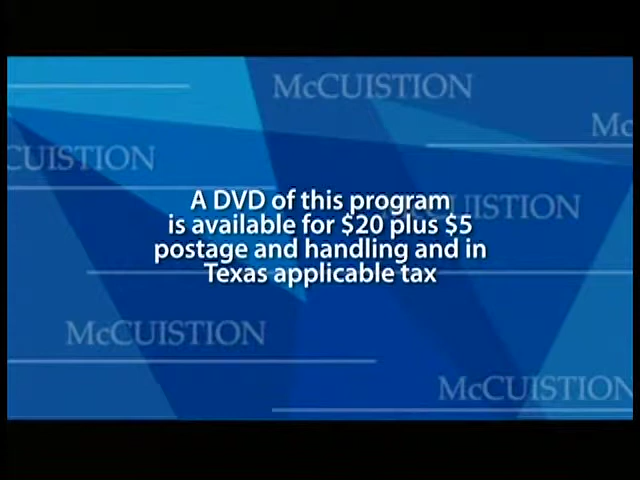 McCUISTION
Mc
CUISTION
McCUISTION
A DVD of this program
is available for $20 plus $5
postage and handling and in
Texas applicable tax
McCUISTION
McCUISTION